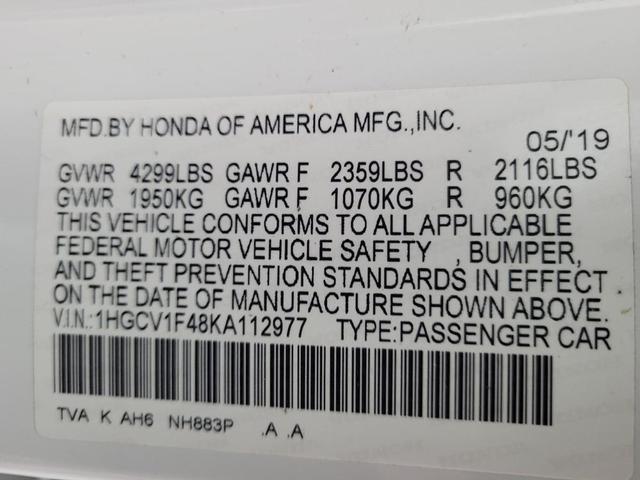 MFD.BY HONDA OF AMERICA MFG.,INC. 05/'19
GVWR 4299LBS GAWR F 2359LBS R 2116LBS
GVWR 1950KG GAWR F 1070KG R 960KG
THIS VEHICLE CONFORMS TO ALL APPLICABLE
FEDERAL MOTOR VEHICLE SAFETY , BUMPER,
AND THEFT PREVENTION STANDARDS IN EFFECT
ON THE DATE OF MANUFACTURE SHOWN ABOVE.
V.I.N.:1HGCV1F48KA112977 TYPE:PASSENGER CAR
TVA K AH6 NH883P .A .A